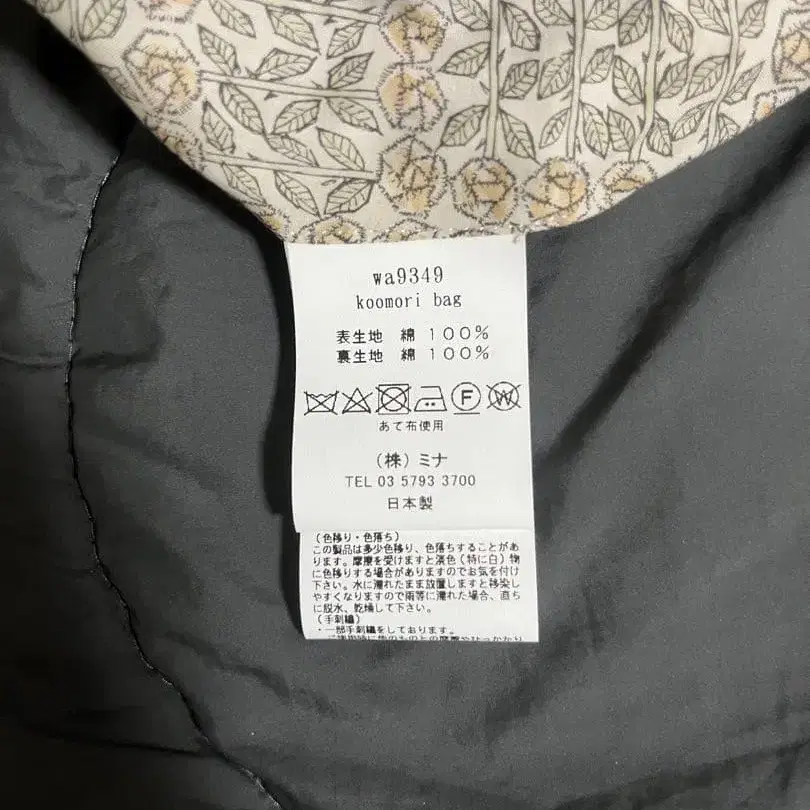 wa9349
koomori bag
表生地 綿 100%
裏生地 綿 100%
F W
あて布使用
(株) ミナ
TEL 03 5793 3700
日本製
(色移り・色落ち)
この製品は多少色移り、色落ちすることがあ
ります。摩擦を受けますと淡色(特に白)物
に色移りする場合がありますのでお気を付け
下さい。水に濡れたまま放置しますと移染し
やすくなりますので雨等に濡れた場合、直ち
に脱水、乾燥して下さい。
(手刺繍)
・一部手刺繍をしております。